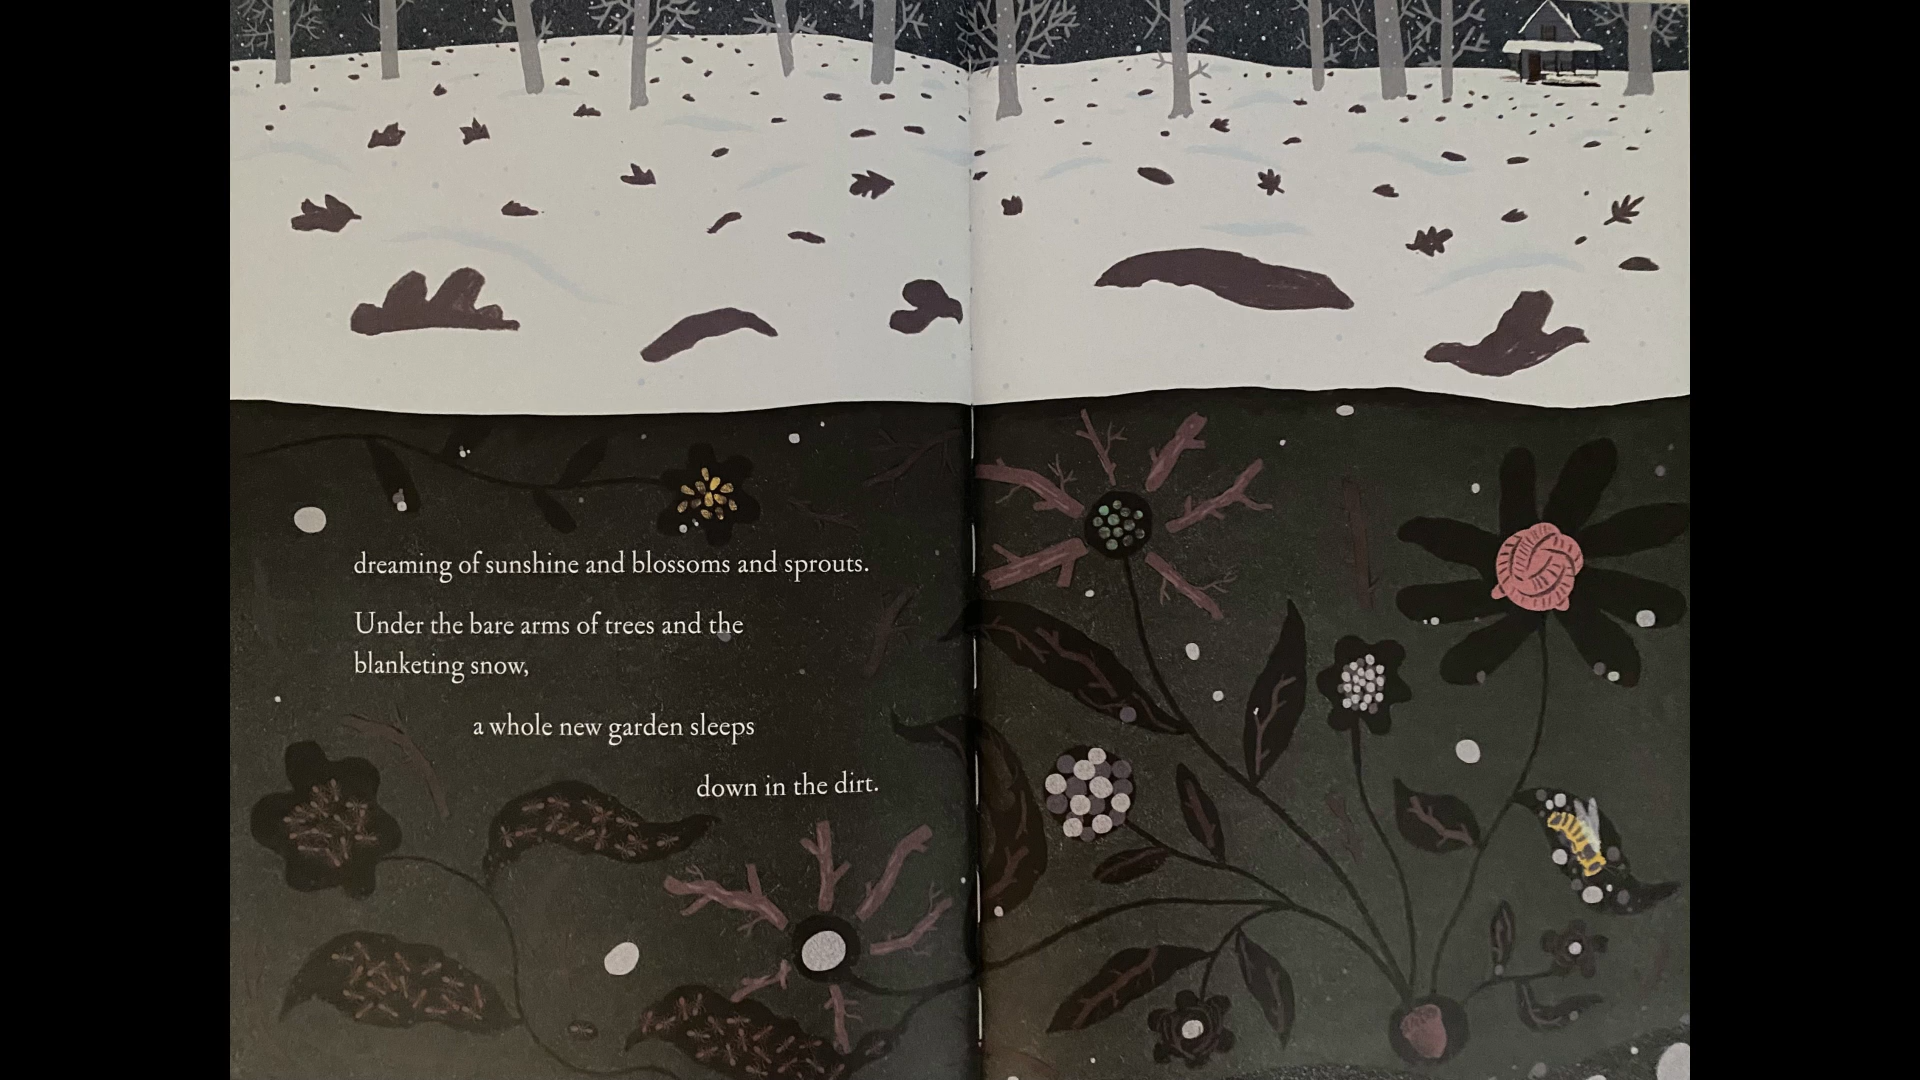 dreaming of sunshine and blossoms and sprouts.
Under the bare arms of trees and the
blanketing snow,
a whole new garden sleeps
down in the dirt.